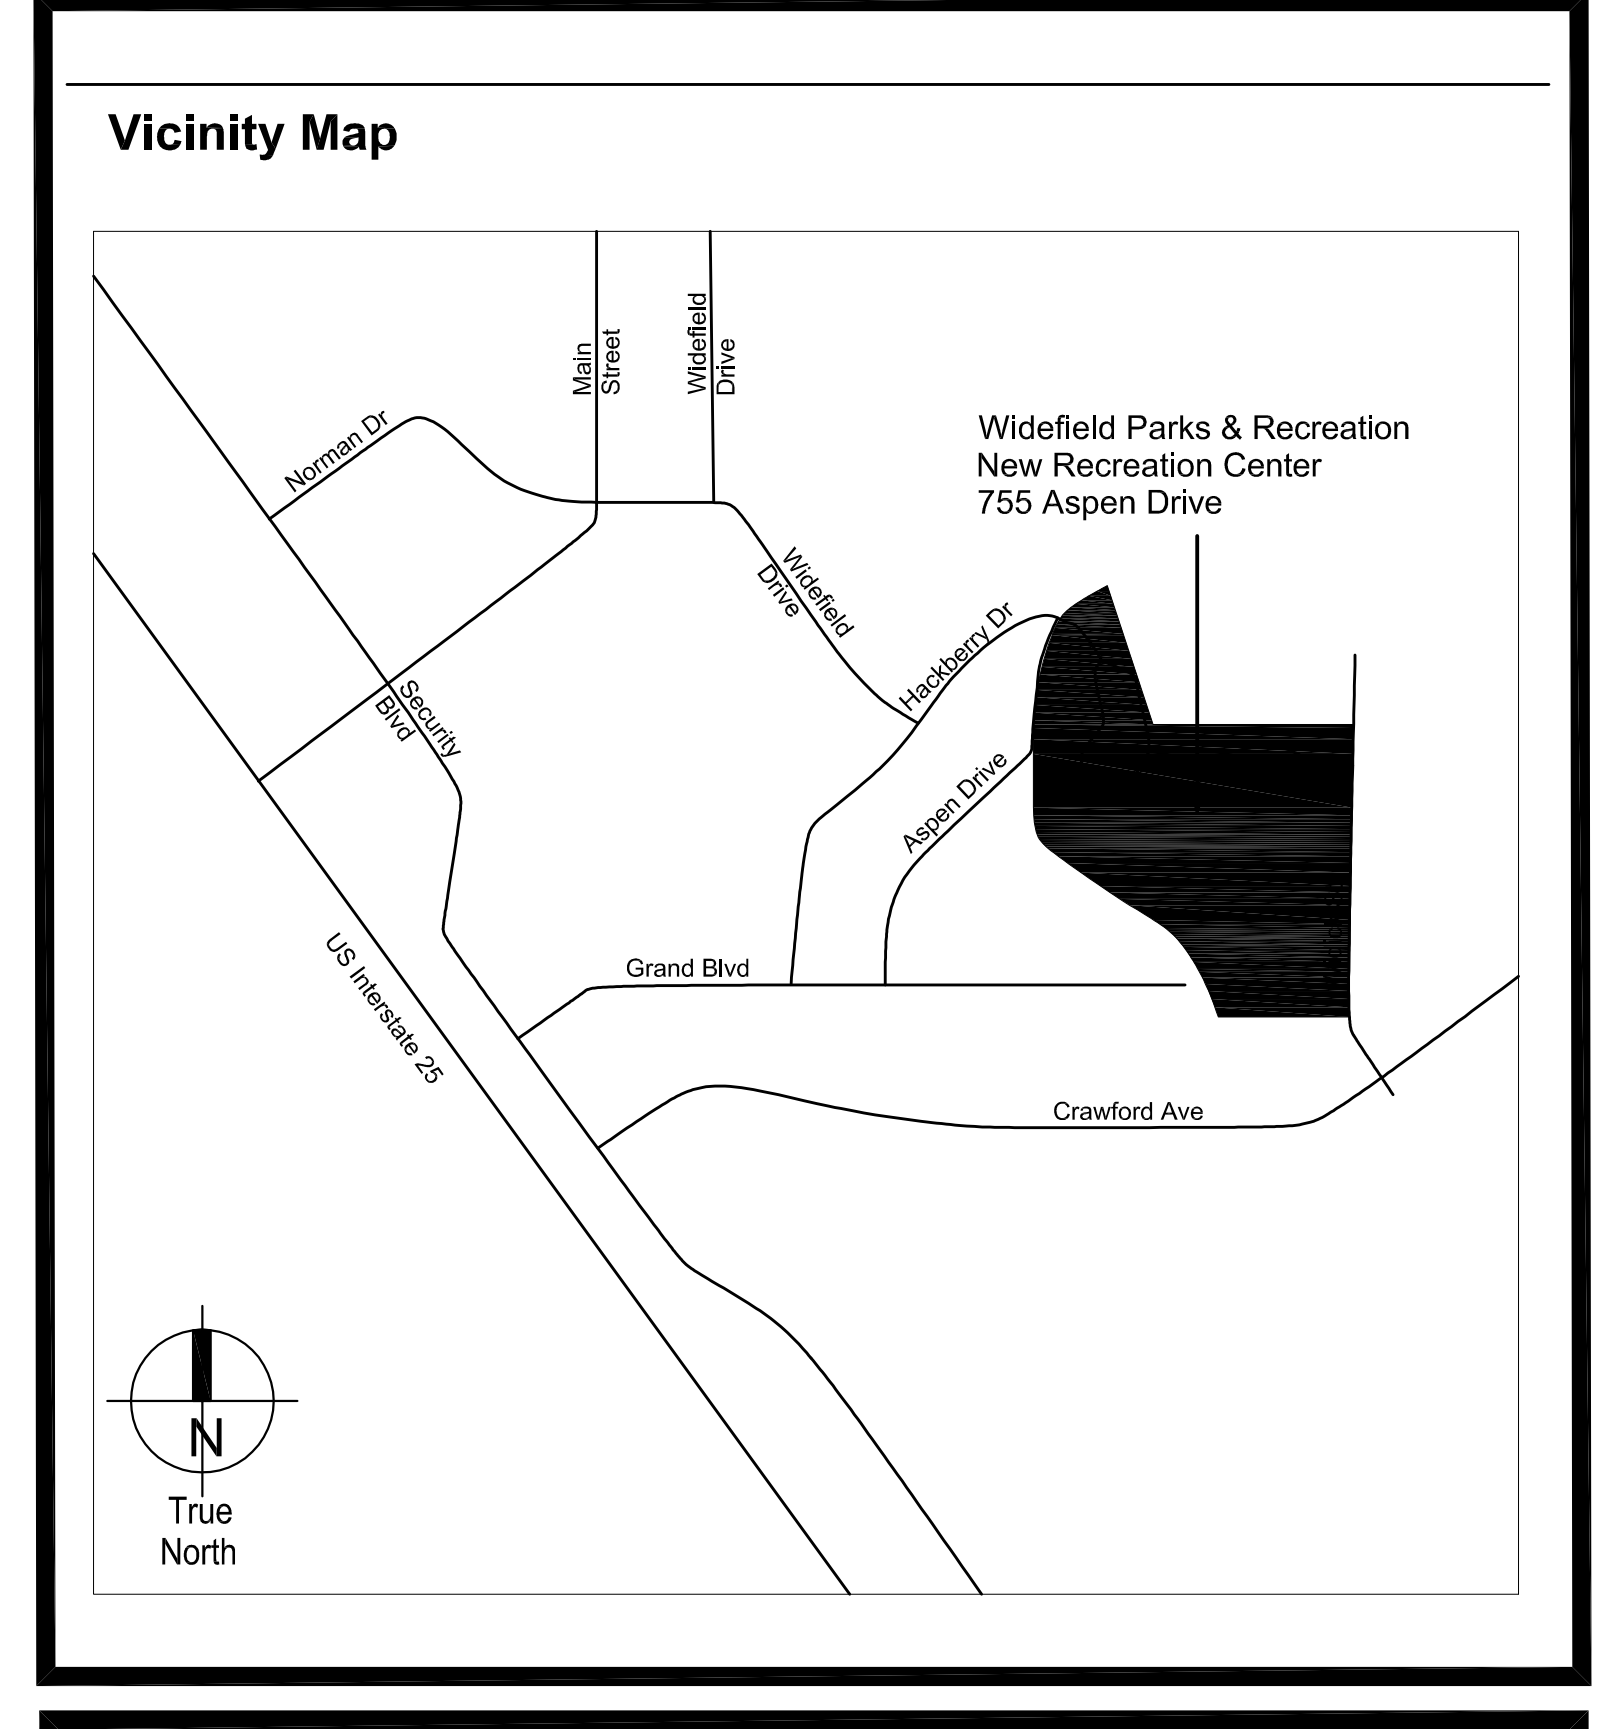 Vicinity Map
Main
Street
Widefield
Drive
Norman Dr
Widefield Parks & Recreation
New Recreation Center
755 Aspen Drive
Widefield
Drive
Hackberry Dr
Security
Blvd
Aspen Drive
US Interstate 25
Grand Blvd
Crawford Ave
N
True
North